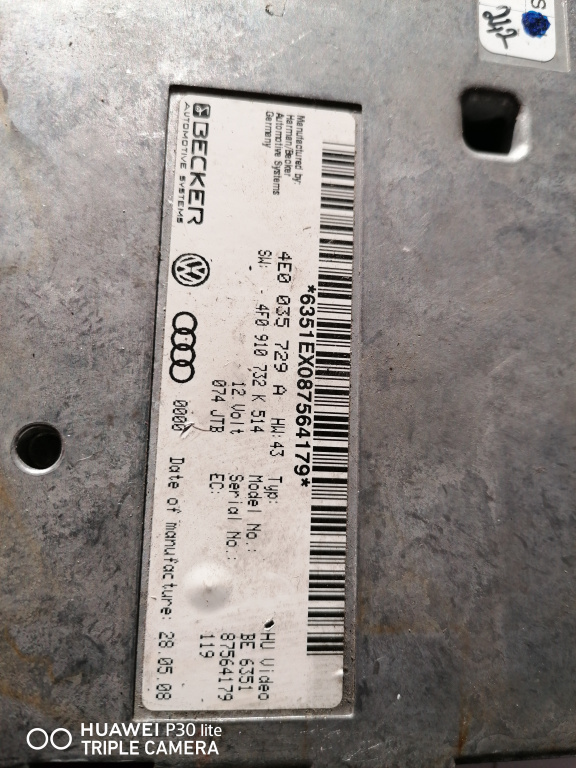 S
242
*6351EX087564179*
Manufactured by:
Harman/Becker
Automotive Systems
Germany
BECKER
AUTOMOTIVE SYSTEMS
4E0 035 729 A HW:43
SW: - 4F0 910 732 K 514
12 Volt
074 JTB
0000
Typ: HU Video
Model No.: BE 6351
Serial No.: 87564179
EC: 119
Date of manufacture: 28.05.08
HUAWEI P30 lite
TRIPLE CAMERA